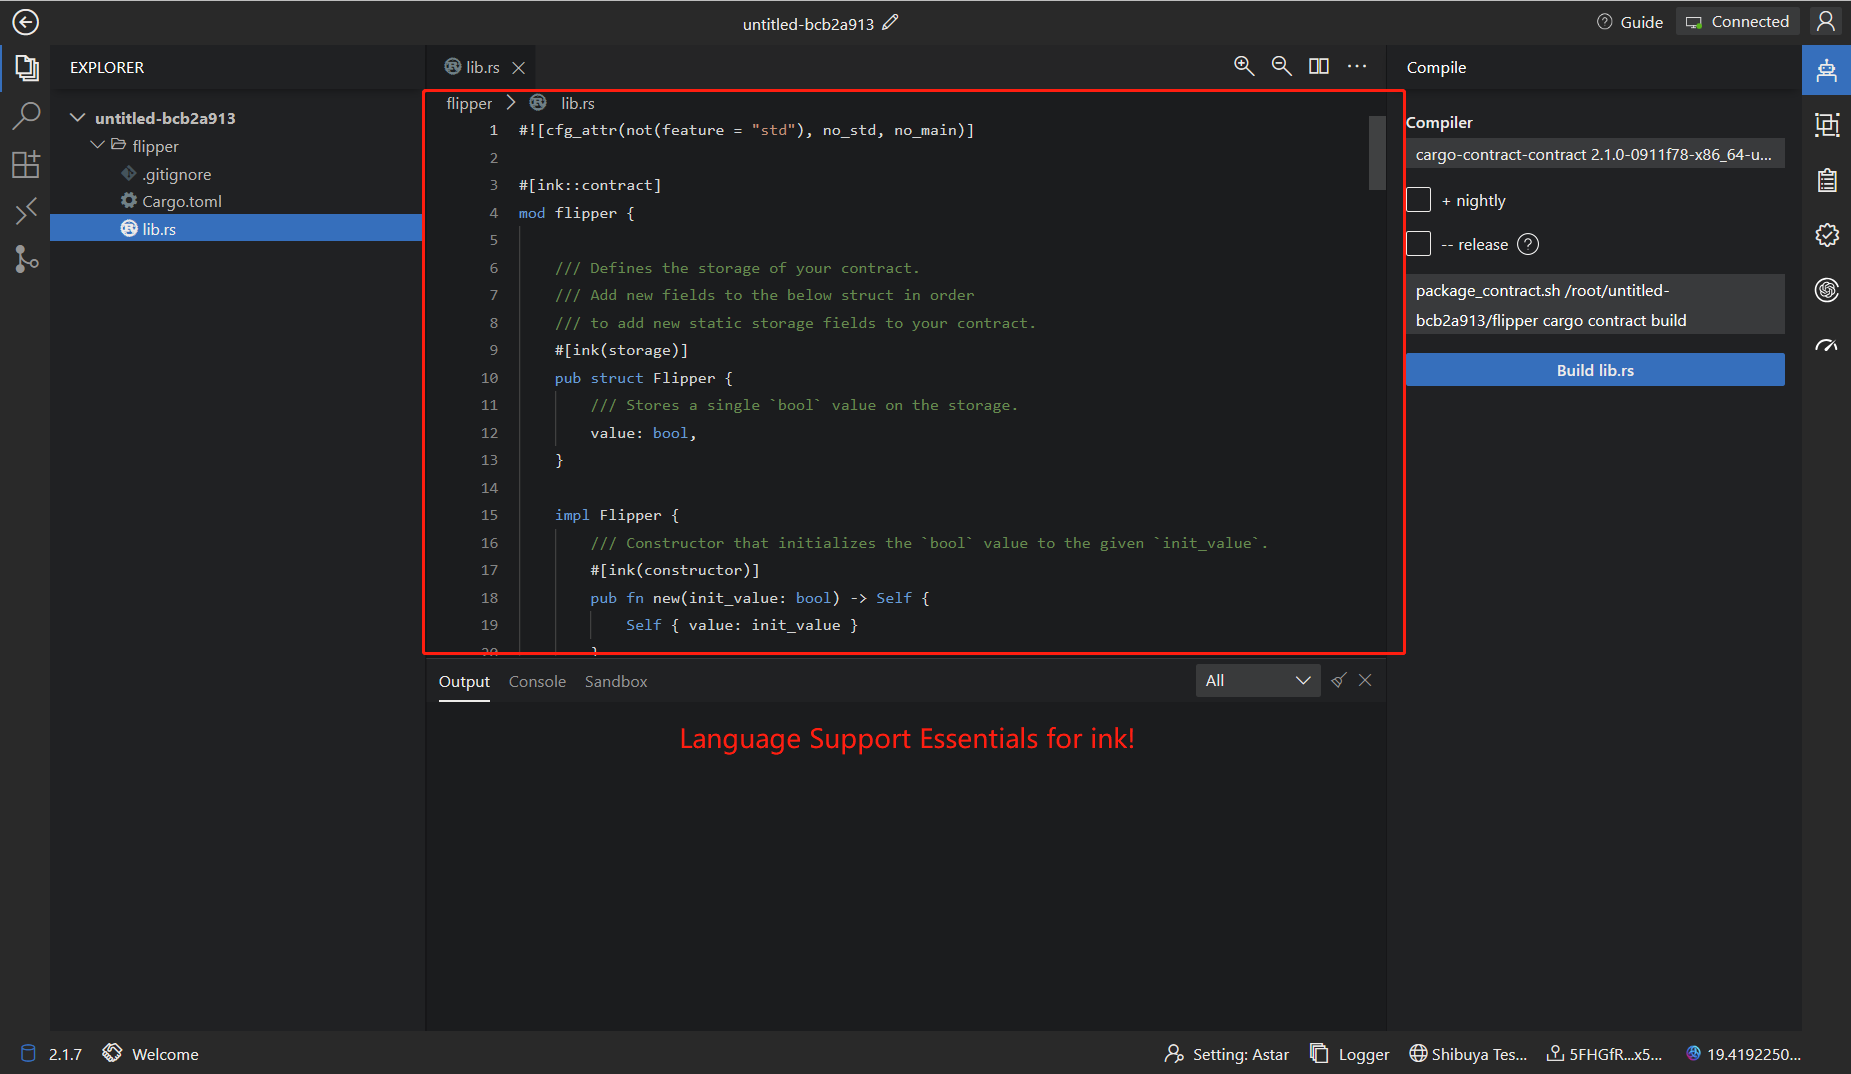 untitled-bcb2a913
Guide
Connected
EXPLORER
untitled-bcb2a913
flipper
.gitignore
Cargo.toml
lib.rs
lib.rs
flipper > lib.rs
1 #![cfg_attr(not(feature = "std"), no_std, no_main)]
2
3 #[ink::contract]
4 mod flipper {
5
6 /// Defines the storage of your contract.
7 /// Add new fields to the below struct in order
8 /// to add new static storage fields to your contract.
9 #[ink(storage)]
10 pub struct Flipper {
11 /// Stores a single `bool` value on the storage.
12 value: bool,
13 }
14
15 impl Flipper {
16 /// Constructor that initializes the `bool` value to the given `init_value`.
17 #[ink(constructor)]
18 pub fn new(init_value: bool) -> Self {
19 Self { value: init_value }
20 }
Output Console Sandbox
All
Language Support Essentials for ink!
Compile
Compiler
cargo-contract-contract 2.1.0-0911f78-x86_64-u...
+ nightly
-- release
package_contract.sh /root/untitled-
bcb2a913/flipper cargo contract build
Build lib.rs
2.1.7
Welcome
Setting: Astar
Logger
Shibuya Tes...
5FHGfR...x5...
19.4192250...